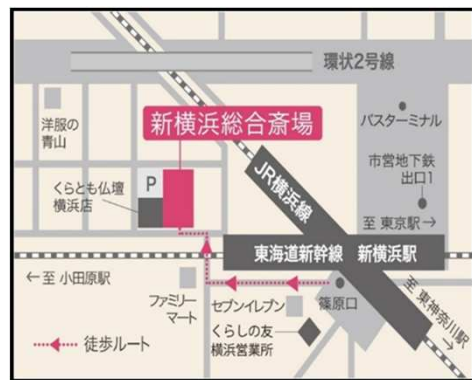 環状2号線
洋服の
青山
新横浜総合斎場
バスターミナル
くらとも仏壇
横浜店
P
JR横浜線
市営地下鉄
出口1
至 東京駅→
東海道新幹線 新横浜駅
←至 小田原駅
ファミリー
マート
セブンイレブン
篠原口
至 東神奈川駅→
くらしの友
横浜営業所
徒歩ルート